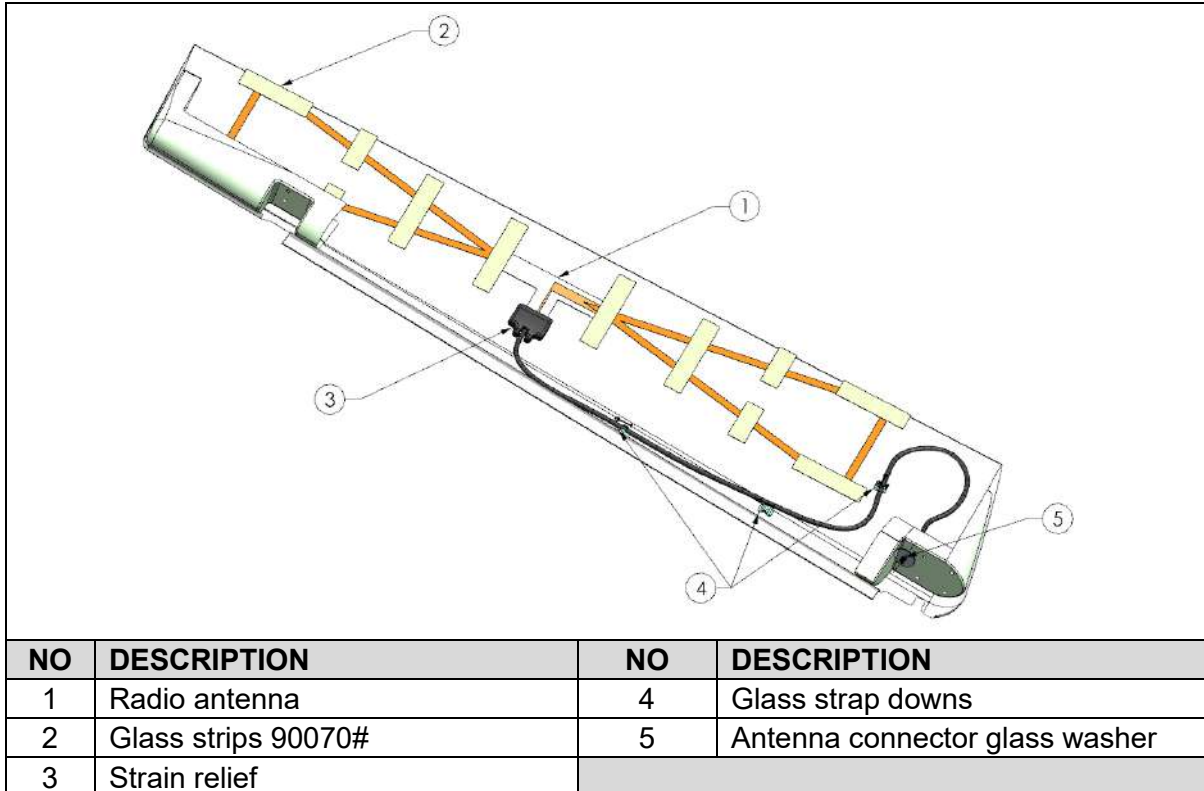 2
1
3
5
4
NO DESCRIPTION NO DESCRIPTION
1 Radio antenna 4 Glass strap downs
2 Glass strips 90070# 5 Antenna connector glass washer
3 Strain relief